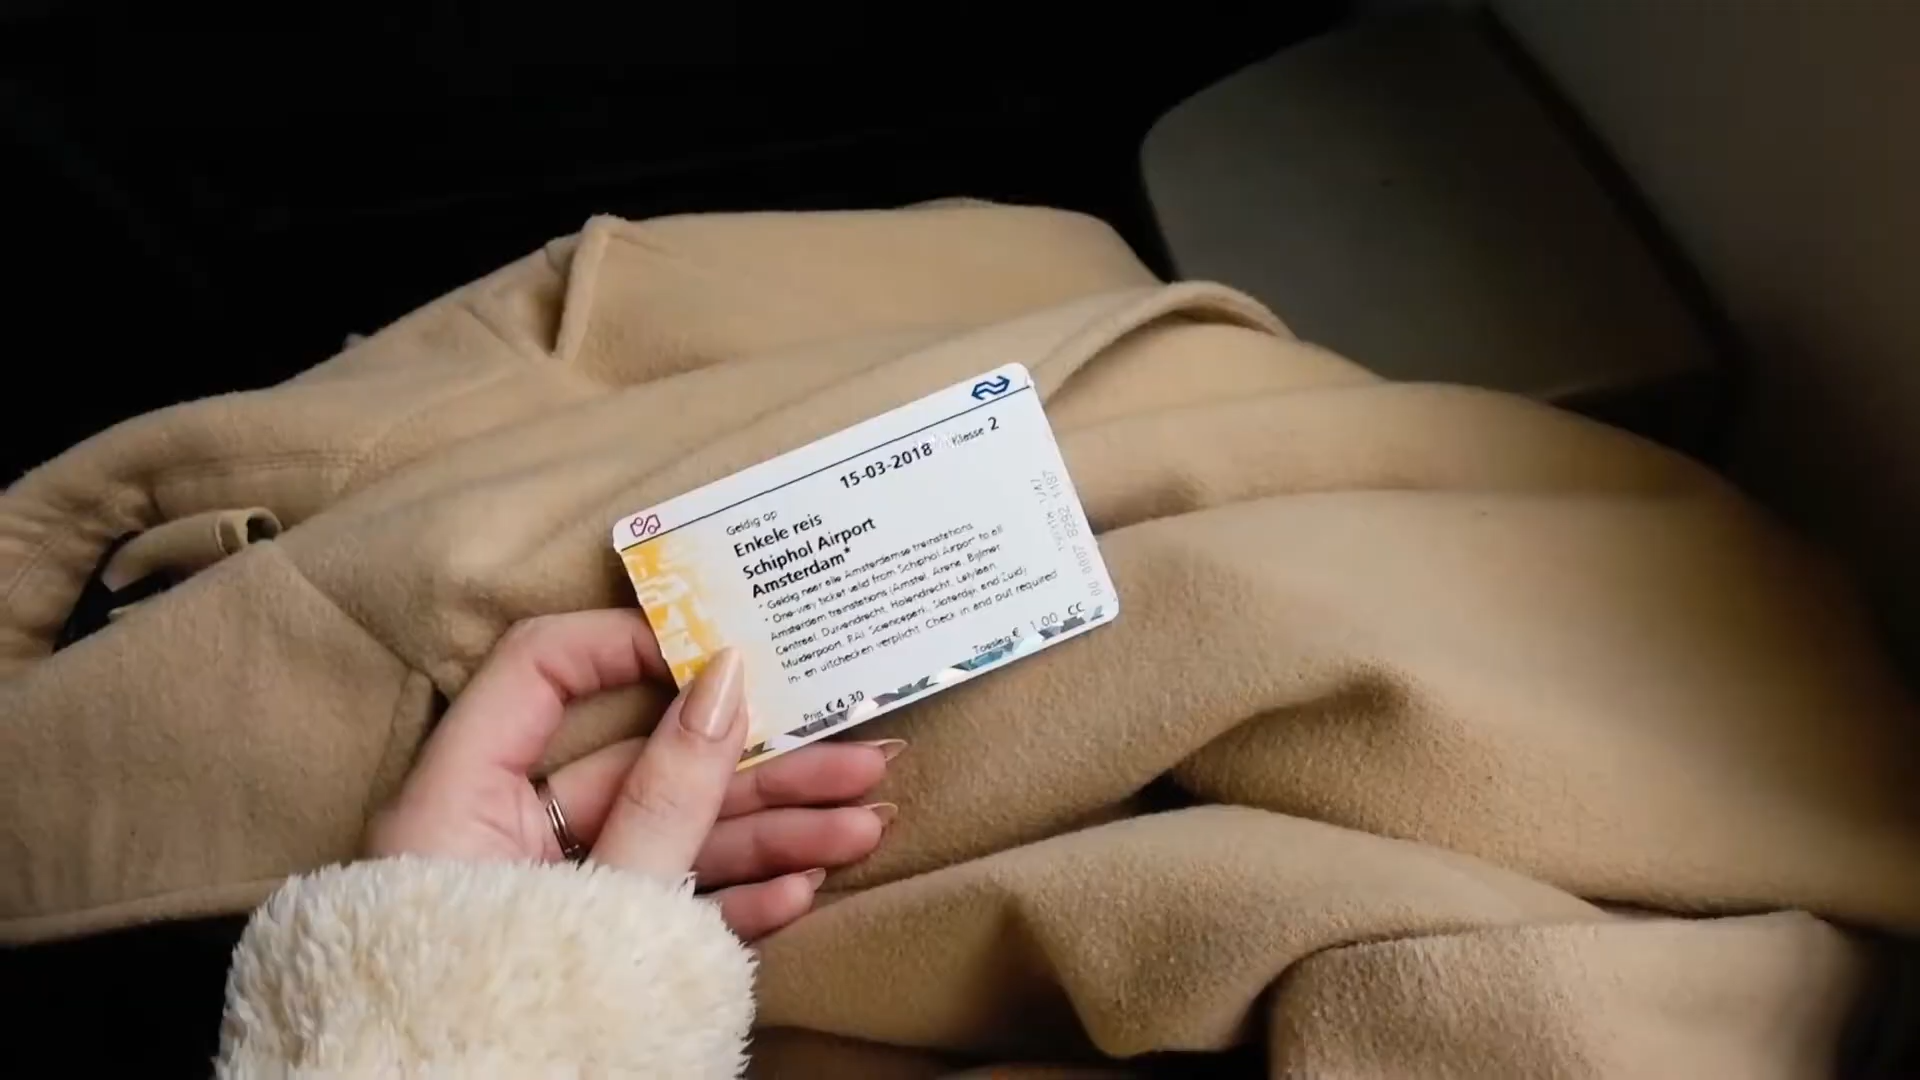 15-03-2018 Klasse 2
Geldig op
Enkele reis
Schiphol Airport
Amsterdam*
* Geldig naar alle Amsterdamse treinstations
* One-way ticket valid from Schiphol Airport to all
Amsterdam trainstations (Amstel, Arena, Bijlmer,
Centraal, Duivendrecht, Holendrecht, Lelylaan,
Muiderpoort, RAI, Sciencepark, Sloterdijk and Zuid)
In- en uitchecken verplicht. Check in and out required
Toeslag € 1,00 CC
Prijs € 4,30